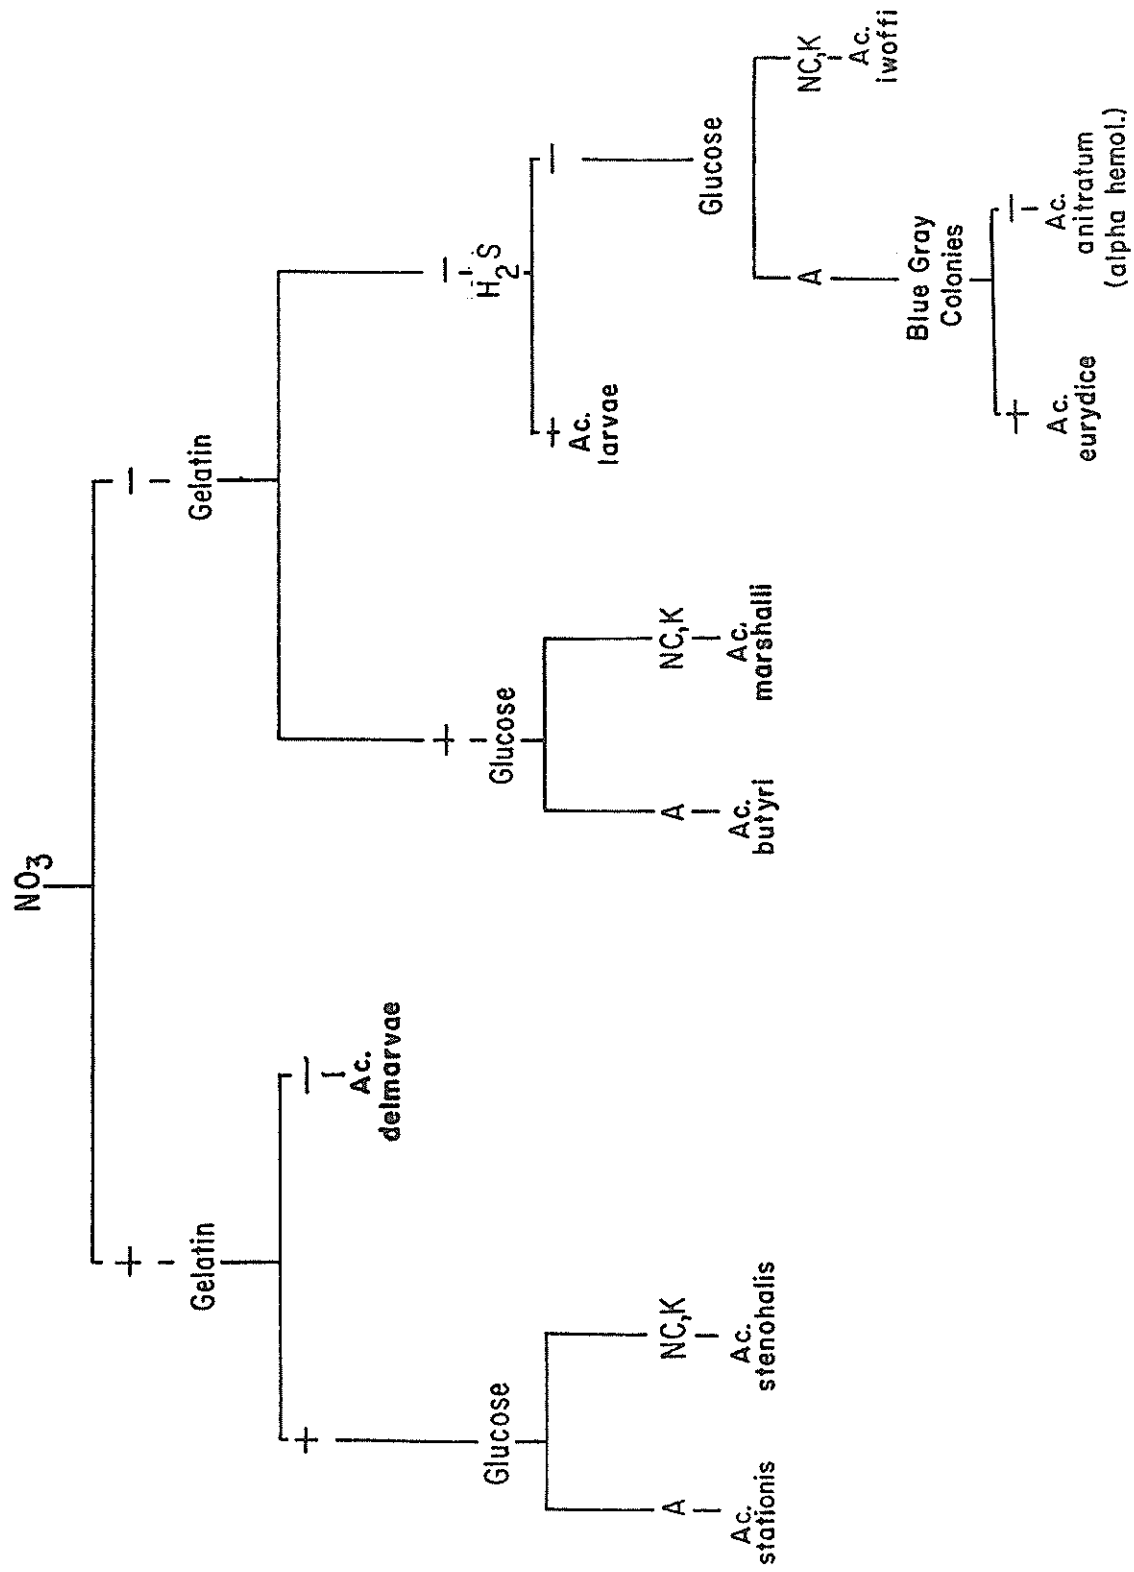 NO3
+
–
Gelatin
Gelatin
+
–
Ac.
delmarvae
+
–
Glucose
Glucose
H2S
A
NC,K
A
NC,K
+
–
Ac.
stationis
Ac.
stenohalis
Ac.
butyri
Ac.
marshalii
Ac.
larvae
Glucose
A
NC,K
Ac.
iwoffi
Blue Gray
Colonies
+
–
Ac.
eurydice
Ac.
anitratum
(alpha hemol.)